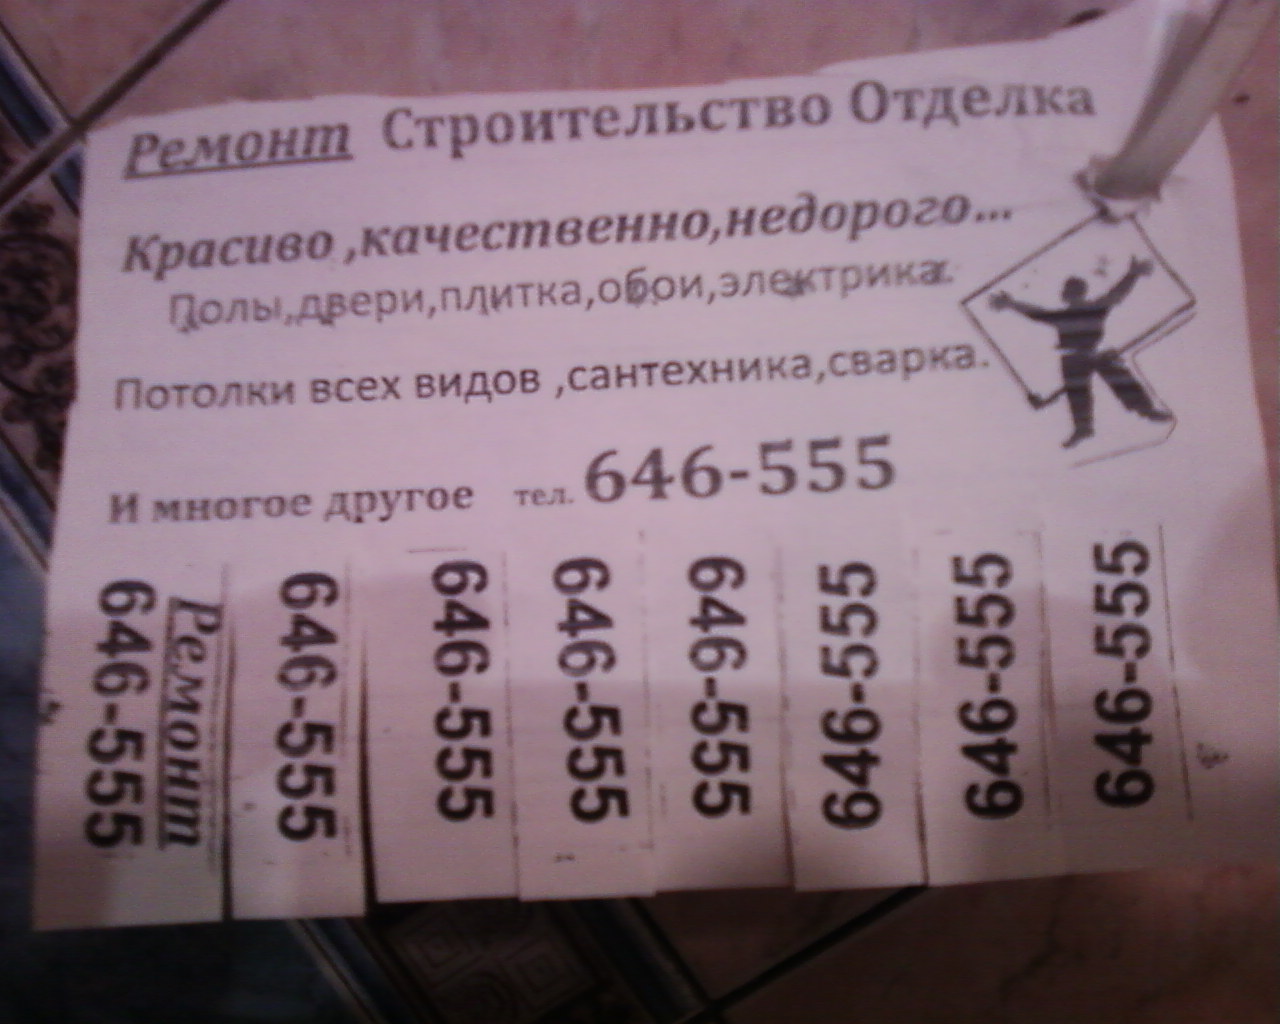 Ремонт Строительство Отделка
Красиво ,качественно,недорого...
Полы,двери,плитка,обои,электрика.
Потолки всех видов ,сантехника,сварка.
И многое другое тел. 646-555
646-555
Ремонт
646-555
646-555
646-555
646-555
646-555
646-555
646-555